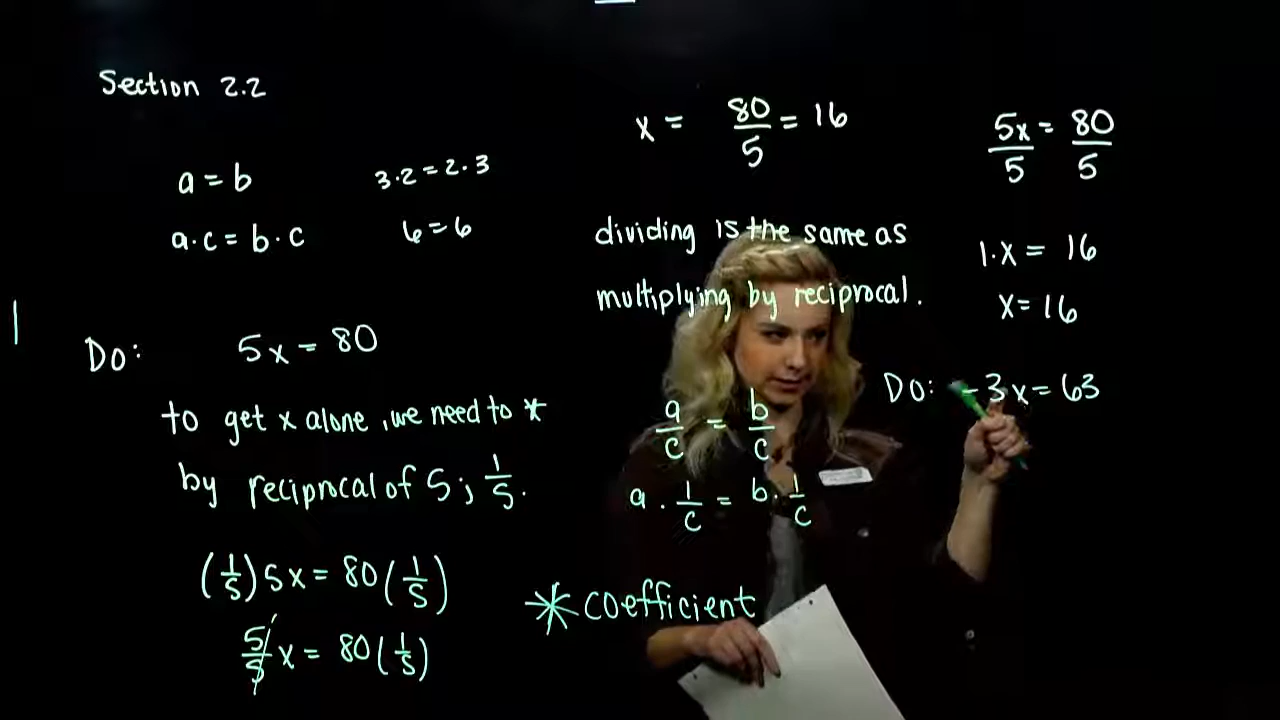 Section 2.2
a = b
3·2 = 2·3
a·c = b·c
6 = 6
Do: 5x = 80
to get x alone, we need to *
by reciprocal of 5; 1/5.
(1/5) 5x = 80 (1/5)
5/5 x = 80 (1/5)
x = 80/5 = 16
dividing is the same as
multiplying by reciprocal.
a/c = b/c
a · 1/c = b · 1/c
* coefficient
5x/5 = 80/5
1·x = 16
x = 16
Do: -3x = 63